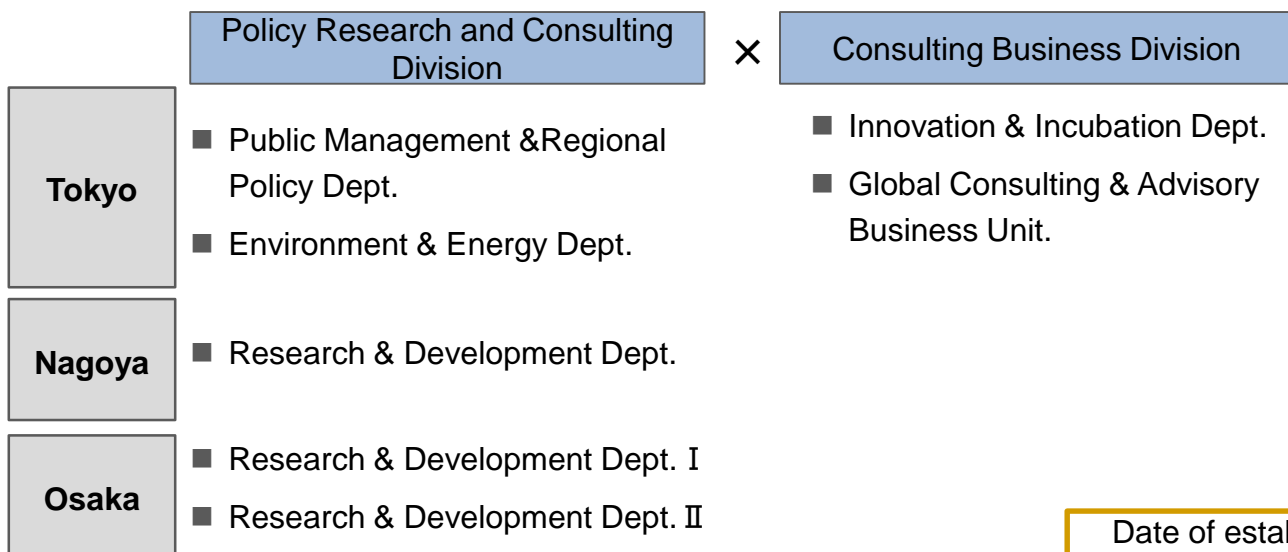 Policy Research and Consulting
Division
×
Consulting Business Division
Tokyo
■ Public Management &Regional
Policy Dept.
■ Environment & Energy Dept.
■ Innovation & Incubation Dept.
■ Global Consulting & Advisory
Business Unit.
Nagoya
■ Research & Development Dept.
Osaka
■ Research & Development Dept. Ⅰ
■ Research & Development Dept. Ⅱ
Date of